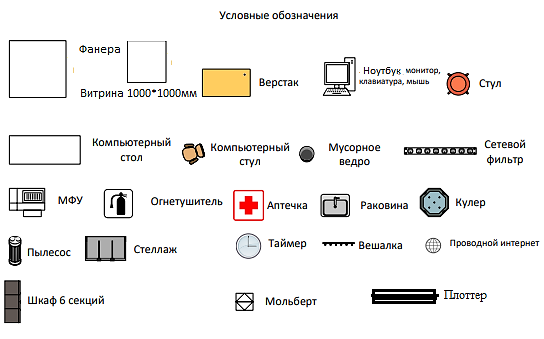 Условные обозначения
Фанера
Витрина 1000*1000мм
Верстак
Ноутбук, монитор,
клавиатура, мышь
Стул
Компьютерный
стол
Компьютерный
стул
Мусорное
ведро
Сетевой
фильтр
МФУ
Огнетушитель
Аптечка
Раковина
Кулер
Пылесос
Стеллаж
Таймер
Вешалка
Проводной интернет
Шкаф 6 секций
Мольберт
Плоттер